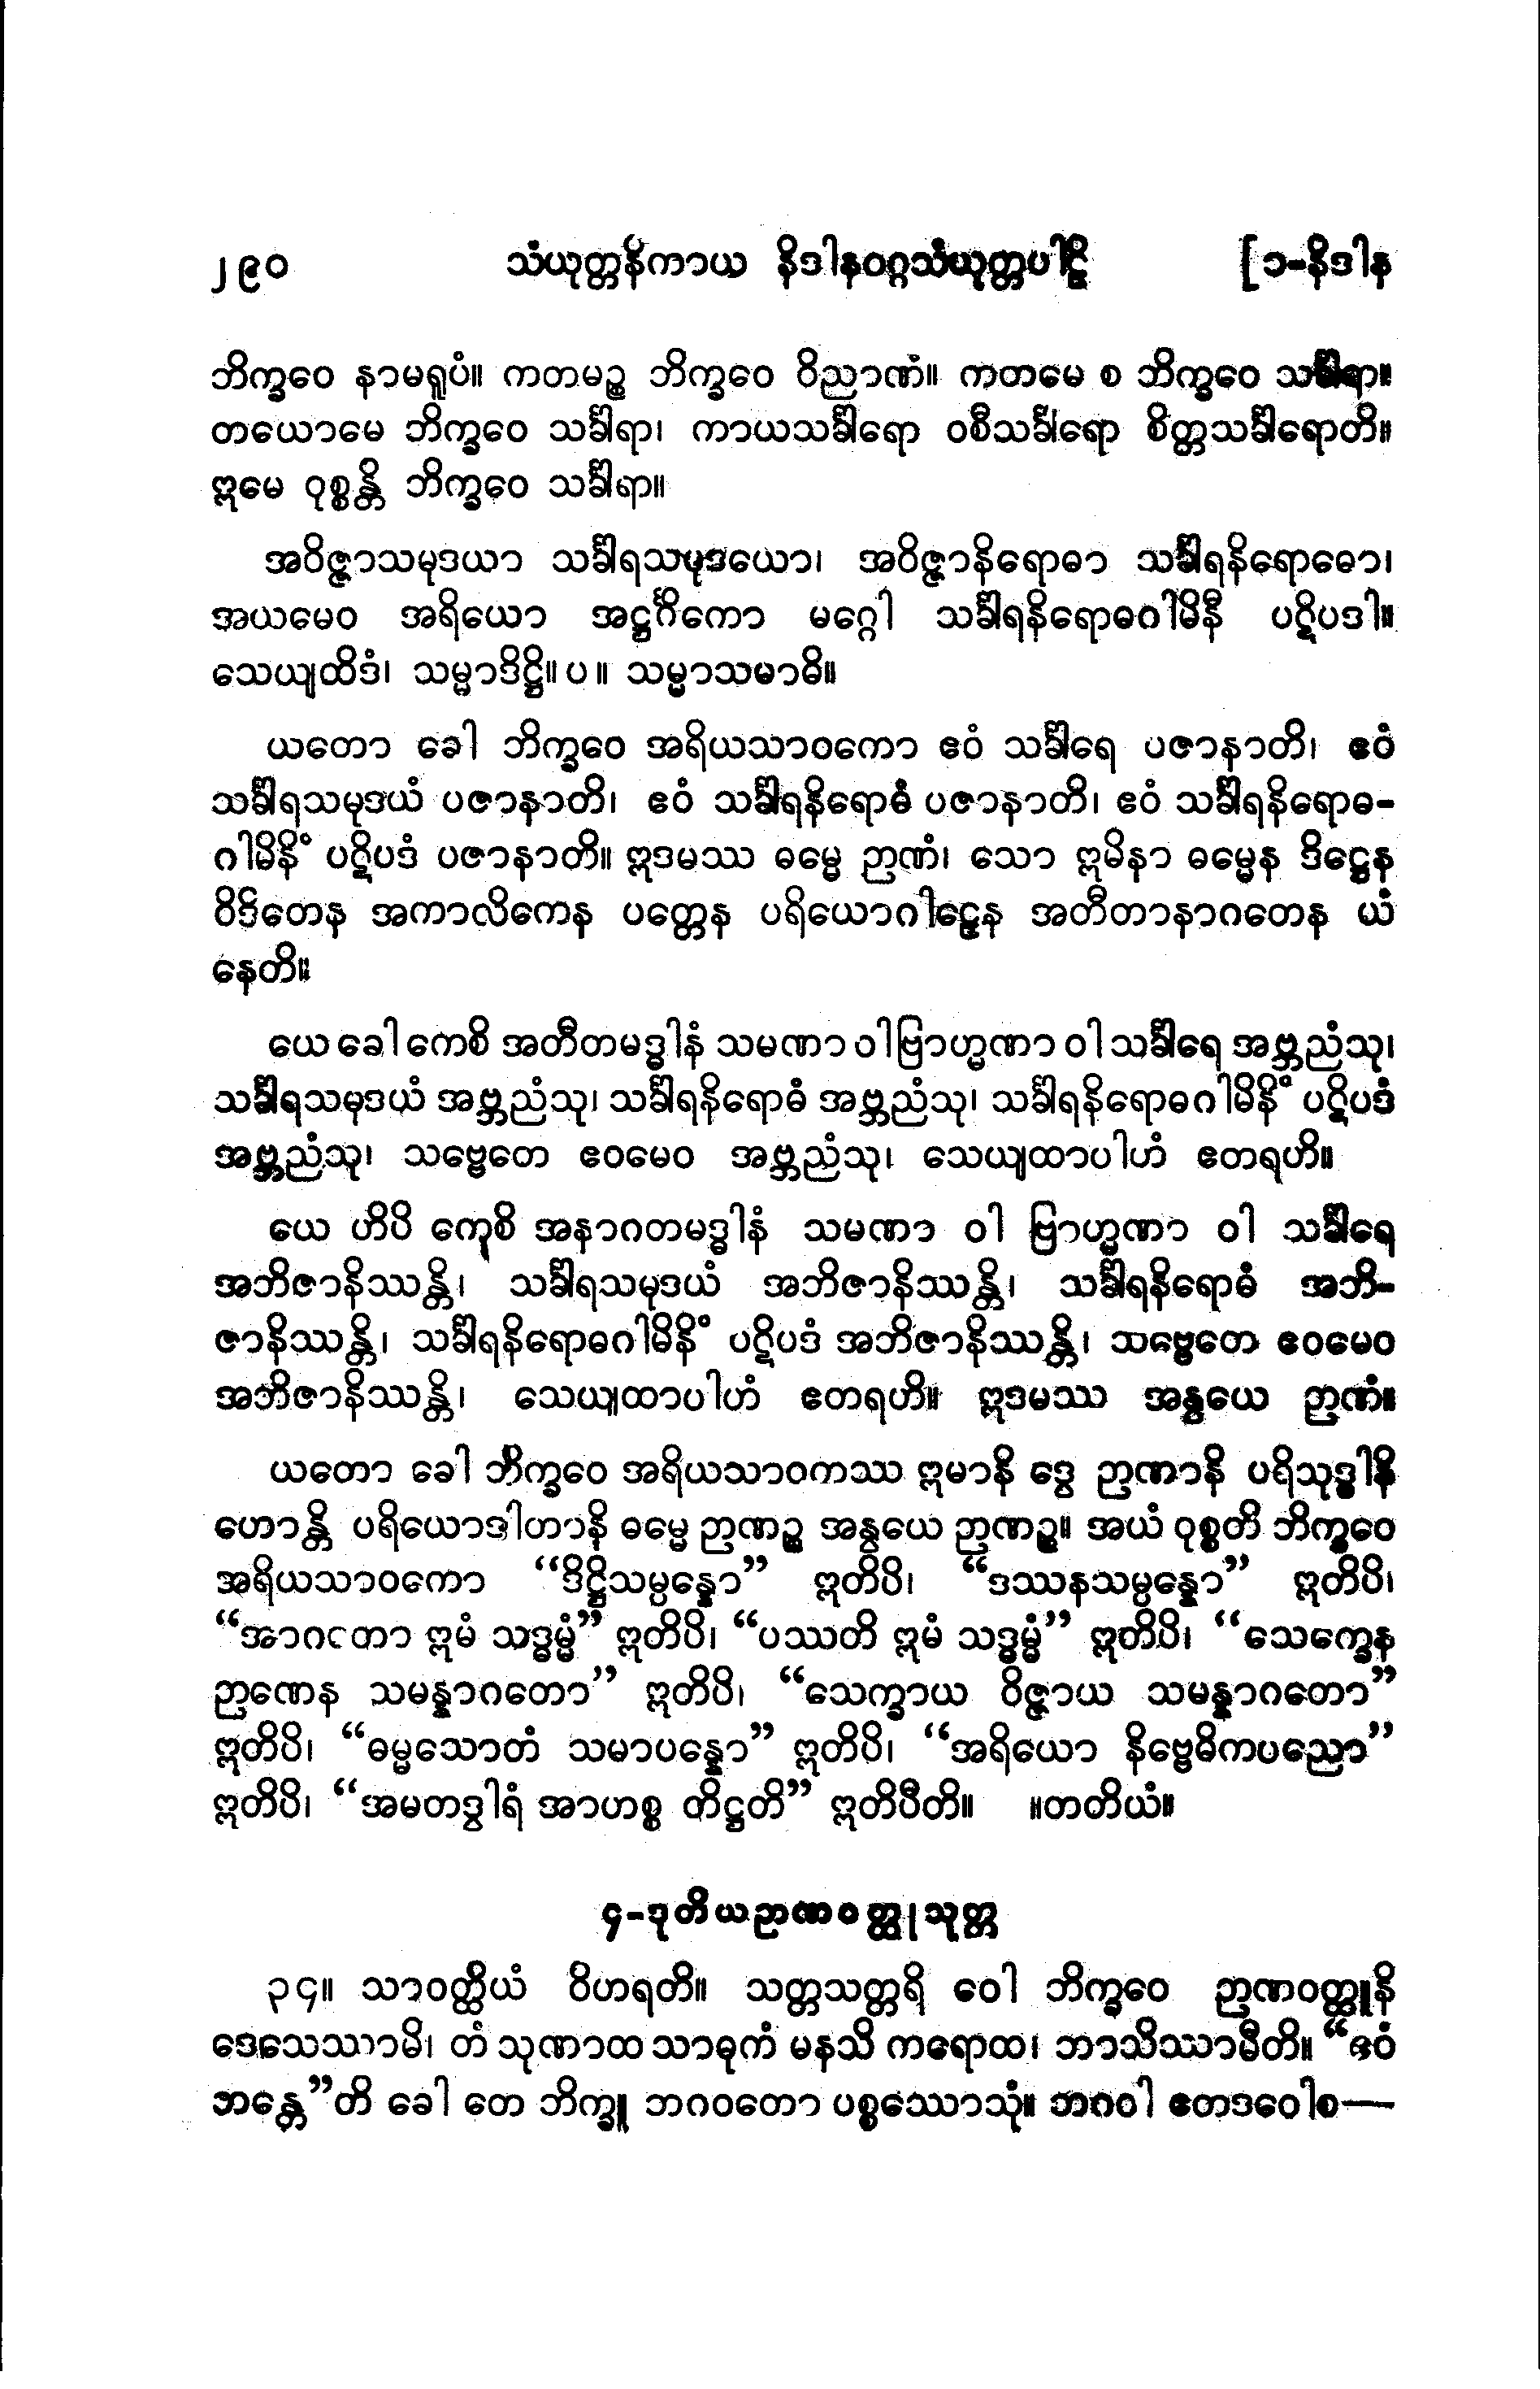 ၂၉၀ သံယုတ္တနိကာယ နိဒါနဝဂ္ဂသံယုတ္တပါဠိ [၁-နိဒါန
ဘိက္ခဝေ နာမရူပံ။ ကတမဉ္စ ဘိက္ခဝေ ဝိညာဏံ။ ကတမေ စ ဘိက္ခဝေ သင်္ခါရာ။
တယောမေ ဘိက္ခဝေ သင်္ခါရာ၊ ကာယသင်္ခါရော ဝစီသင်္ခါရော စိတ္တသင်္ခါရောတိ။
ဣမေ ဝုစ္စန္တိ ဘိက္ခဝေ သင်္ခါရာ။
အဝိဇ္ဇာသမုဒယာ သင်္ခါရသမုဒယော၊ အဝိဇ္ဇာနိရောဓာ သင်္ခါရနိရောဓော၊
အယမေဝ အရိယော အဋ္ဌင်္ဂိကော မဂ္ဂေါ သင်္ခါရနိရောဓဂါမိနီ ပဋိပဒါ။
သေယျထိဒံ၊ သမ္မာဒိဋ္ဌိ။ ပ ။ သမ္မာသမာဓိ။
ယတော ခေါ ဘိက္ခဝေ အရိယသာဝကော ဧဝံ သင်္ခါရေ ပဇာနာတိ၊ ဧဝံ
သင်္ခါရသမုဒယံ ပဇာနာတိ၊ ဧဝံ သင်္ခါရနိရောဓံ ပဇာနာတိ၊ ဧဝံ သင်္ခါရနိရောဓ-
ဂါမိနိံ ပဋိပဒံ ပဇာနာတိ။ ဣဒမဿ ဓမ္မေ ဉာဏံ၊ သော ဣမိနာ ဓမ္မေန ဒိဋ္ဌေန
ဝိဒိတေန အကာလိကေန ပတ္တေန ပရိယောဂါဠှေန အတီတာနာဂတေန ယံ
နေတိ။
ယေ ခေါ ကေစိ အတီတမဒ္ဓါနံ သမဏာ ဝါ ဗြာဟ္မဏာ ဝါ သင်္ခါရေ အဗ္ဘညံသု၊
သင်္ခါရသမုဒယံ အဗ္ဘညံသု၊ သင်္ခါရနိရောဓံ အဗ္ဘညံသု၊ သင်္ခါရနိရောဓဂါမိနိံ ပဋိပဒံ
အဗ္ဘညံသု၊ သဗ္ဗေတေ ဧဝမေဝ အဗ္ဘညံသု၊ သေယျထာပါဟံ ဧတရဟိ။
ယေ ဟိပိ ကေစိ အနာဂတမဒ္ဓါနံ သမဏာ ဝါ ဗြာဟ္မဏာ ဝါ သင်္ခါရေ
အဘိဇာနိဿန္တိ၊ သင်္ခါရသမုဒယံ အဘိဇာနိဿန္တိ၊ သင်္ခါရနိရောဓံ အဘိ-
ဇာနိဿန္တိ၊ သင်္ခါရနိရောဓဂါမိနိံ ပဋိပဒံ အဘိဇာနိဿန္တိ၊ သဗ္ဗေတေ ဧဝမေဝ
အဘိဇာနိဿန္တိ၊ သေယျထာပါဟံ ဧတရဟိ။ ဣဒမဿ အန္វယေ ဉာဏံ။
ယတော ခေါ ဘိက္ခဝေ အရိယသာဝကဿ ဣမာနိ ဒွေ ဉာဏာနိ ပရိသုဒ္ဓါနိ
ဟောန္တိ ပရိယောဒါတာနိ ဓမ္မေ ဉာဏဉ္စ အန္វယေ ဉာဏဉ္စ။ အယံ ဝုစ္စတိ ဘိက္ခဝေ
အရိယသာဝကော “ဒိဋ္ဌိသမ္ပန္နော” ဣတိပိ၊ “ဒဿနသမ္ပန္နော” ဣတိပိ၊
“အာဂတော ဣမံ သဒ္ဓမ္မံ” ဣတိပိ၊ “ပဿတိ ဣမံ သဒ္ဓမ္မံ” ဣတိပိ၊ “သေက္ခေန
ဉာဏေန သမန္နာဂတော” ဣတိပိ၊ “သေက္ခာယ ဝိဇ္ဇာယ သမန္နာဂတော”
ဣတိပိ၊ “ဓမ္မသောတံ သမာပန္နော” ဣတိပိ၊ “အရိယော နိဗ္ဗေဓိကပညော”
ဣတိပိ၊ “အမတဒွါရံ အာဟစ္စ တိဋ္ဌတိ” ဣတိပီတိ။ ။တတိယံ။
၄-ဒုတိယဉာဏဝတ္ထုသုတ္တ
၃၄။ သာဝတ္ထိယံ ဝိဟရတိ။ သတ္တသတ္တရိ ဝေါ ဘိက္ခဝေ ဉာဏဝတ္ထူနိ
ဒေသေဿာမိ၊ တံ သုဏာထ သာဓုကံ မနသိ ကရောထ၊ ဘာသိဿာမီတိ။ “ဧဝံ
ဘန္တေ”တိ ခေါ တေ ဘိက္ခူ ဘဂဝတော ပစ္စဿောသုံ။ ဘဂဝါ ဧတဒဝေါစ—